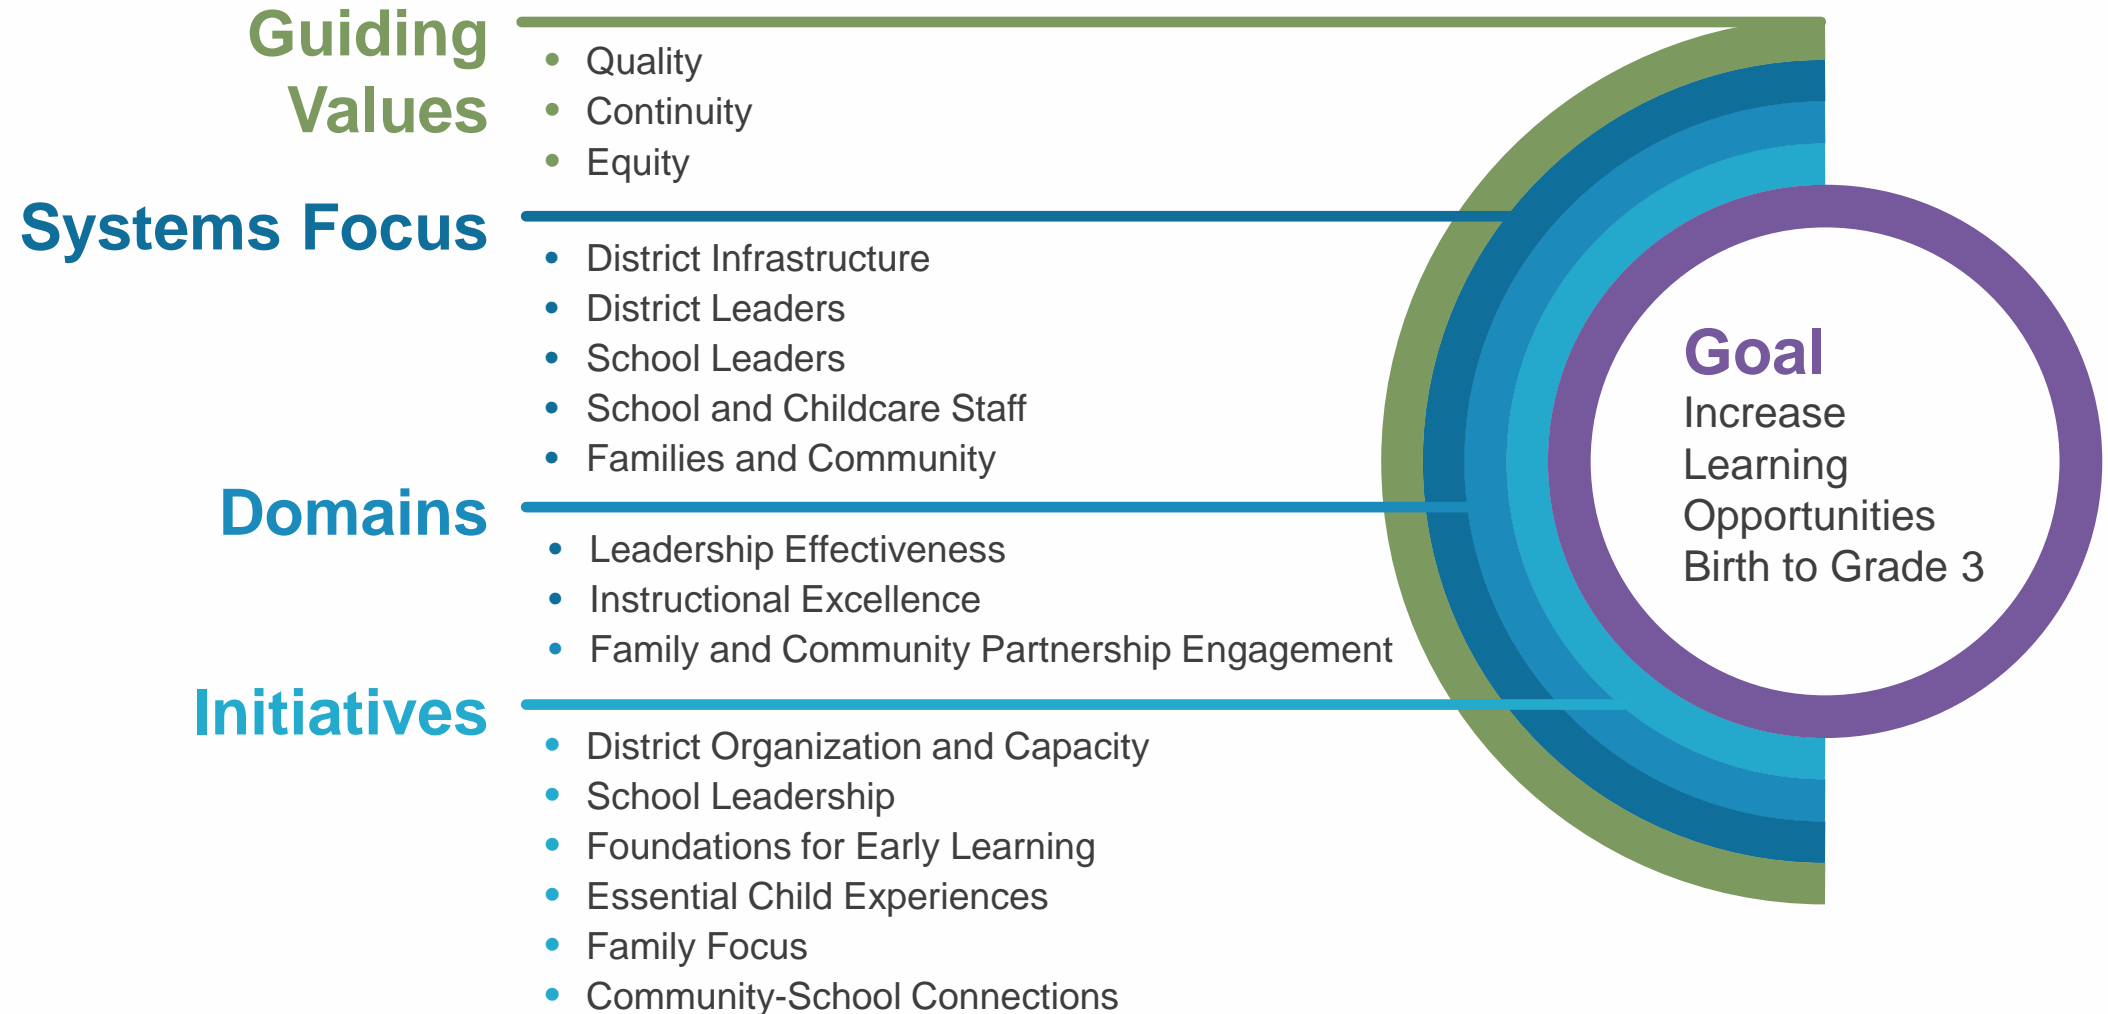 Guiding
Values
• Quality
• Continuity
• Equity
Systems Focus
• District Infrastructure
• District Leaders
• School Leaders
• School and Childcare Staff
• Families and Community
Domains
• Leadership Effectiveness
• Instructional Excellence
• Family and Community Partnership Engagement
Initiatives
• District Organization and Capacity
• School Leadership
• Foundations for Early Learning
• Essential Child Experiences
• Family Focus
• Community-School Connections
Goal
Increase
Learning
Opportunities
Birth to Grade 3